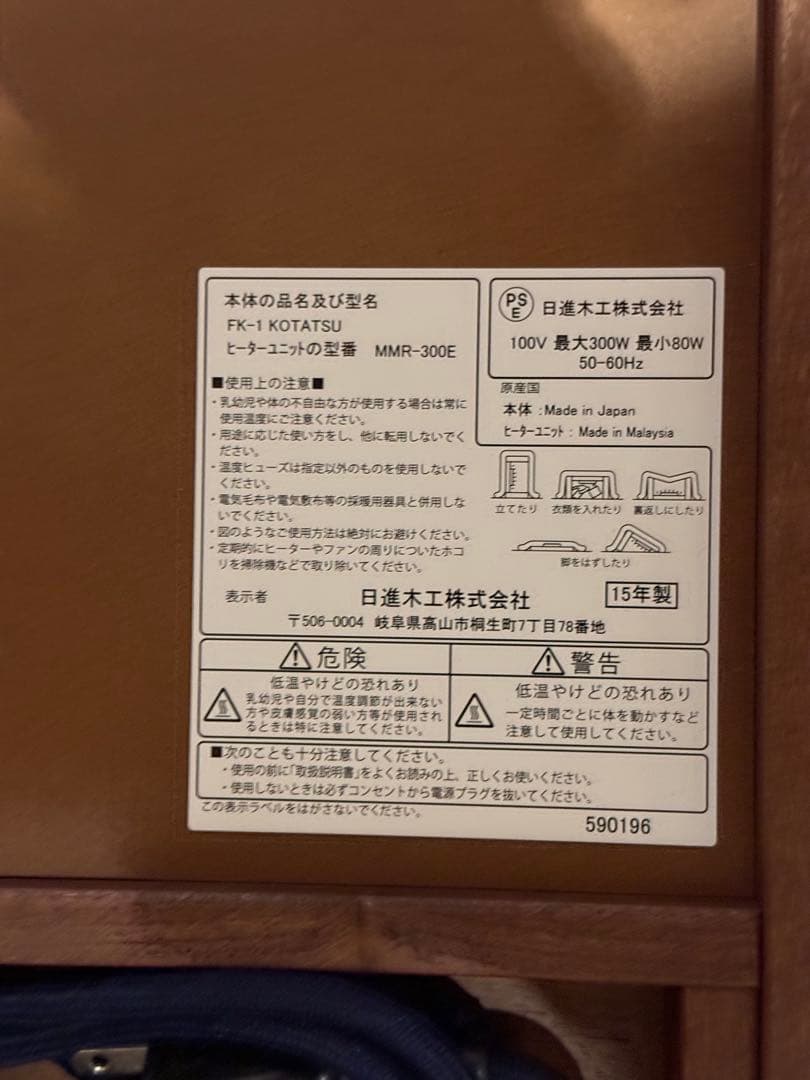 本体の品名及び型名
FK-1 KOTATSU
ヒーターユニットの型番 MMR-300E
PSE 日進木工株式会社
100V 最大300W 最小80W
50-60Hz
原産国
本体 : Made in Japan
ヒーターユニット : Made in Malaysia
■使用上の注意■
・乳幼児や体の不自由な方が使用する場合は常に
使用温度にご注意ください。
・用途に応じた使い方をし、他に転用しないでく
ださい。
・温度ヒューズは指定以外のものを使用しないで
ください。
・電気毛布や電気敷布等の採暖用器具と併用しな
いでください。
・図のようなご使用方法は絶対にお避けください。
・定期的にヒーターやファンの周りについたホコ
リを掃除機などで取り除いてください。
立てたり 衣類を入れたり 裏返しにしたり
脚をはずしたり
表示者 日進木工株式会社 15年製
〒506-0004 岐阜県高山市桐生町7丁目78番地
危険
低温やけどの恐れあり
乳幼児や自分で温度調節が出来ない
方や皮膚感覚の弱い方等が使用され
るときは特に注意してください。
警告
低温やけどの恐れあり
一定時間ごとに体を動かすなど
注意して使用してください。
■次のことも十分注意してください。
・使用の前に「取扱説明書」をよくお読みの上、正しくお使いください。
・使用しないときは必ずコンセントから電源プラグを抜いてください。
この表示ラベルをはがさないでください。
590196